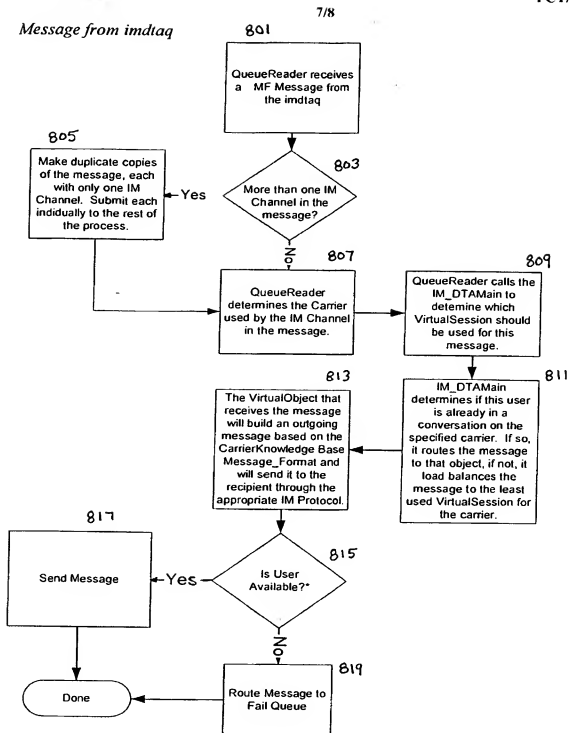 7/8
Message from imdtaq
801
QueueReader receives
a MF Message from
the imdtaq
805
Make duplicate copies
of the message, each
with only one IM
Channel. Submit each
indidually to the rest of
the process.
Yes
803
More than one IM
Channel in the
message?
No
807
QueueReader
determines the Carrier
used by the IM Channel
in the message.
809
QueueReader calls the
IM_DTAMain to
detemine which
VirtualSession should
be used for this
message.
811
IM_DTAMain
determines if this user
is already in a
conversation on the
specified carrier. If so,
it routes the message
to that object, if not, it
load balances the
message to the least
used VirtualSession for
the carrier.
813
The VirtualObject that
receives the message
will build an outgoing
message based on the
CarrierKnowledge Base
Message_Format and
will send it to the
recipient through the
appropriate IM Protocol.
815
Is User
Available?*
Yes
817
Send Message
No
819
Route Message to
Fail Queue
Done